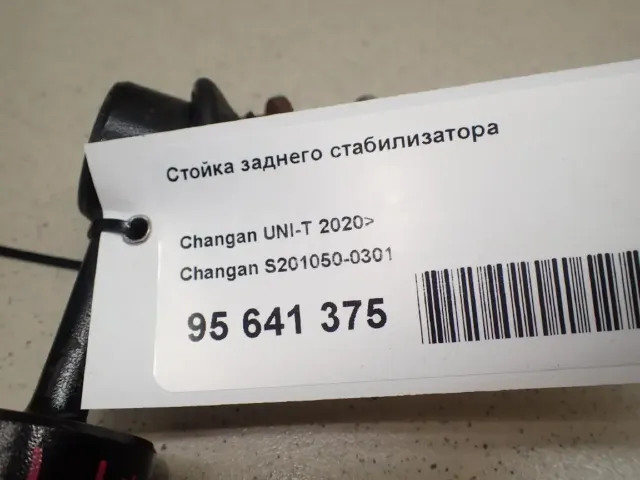 Стойка заднего стабилизатора
Changan UNI-T 2020>
Changan S201050-0301
95 641 375